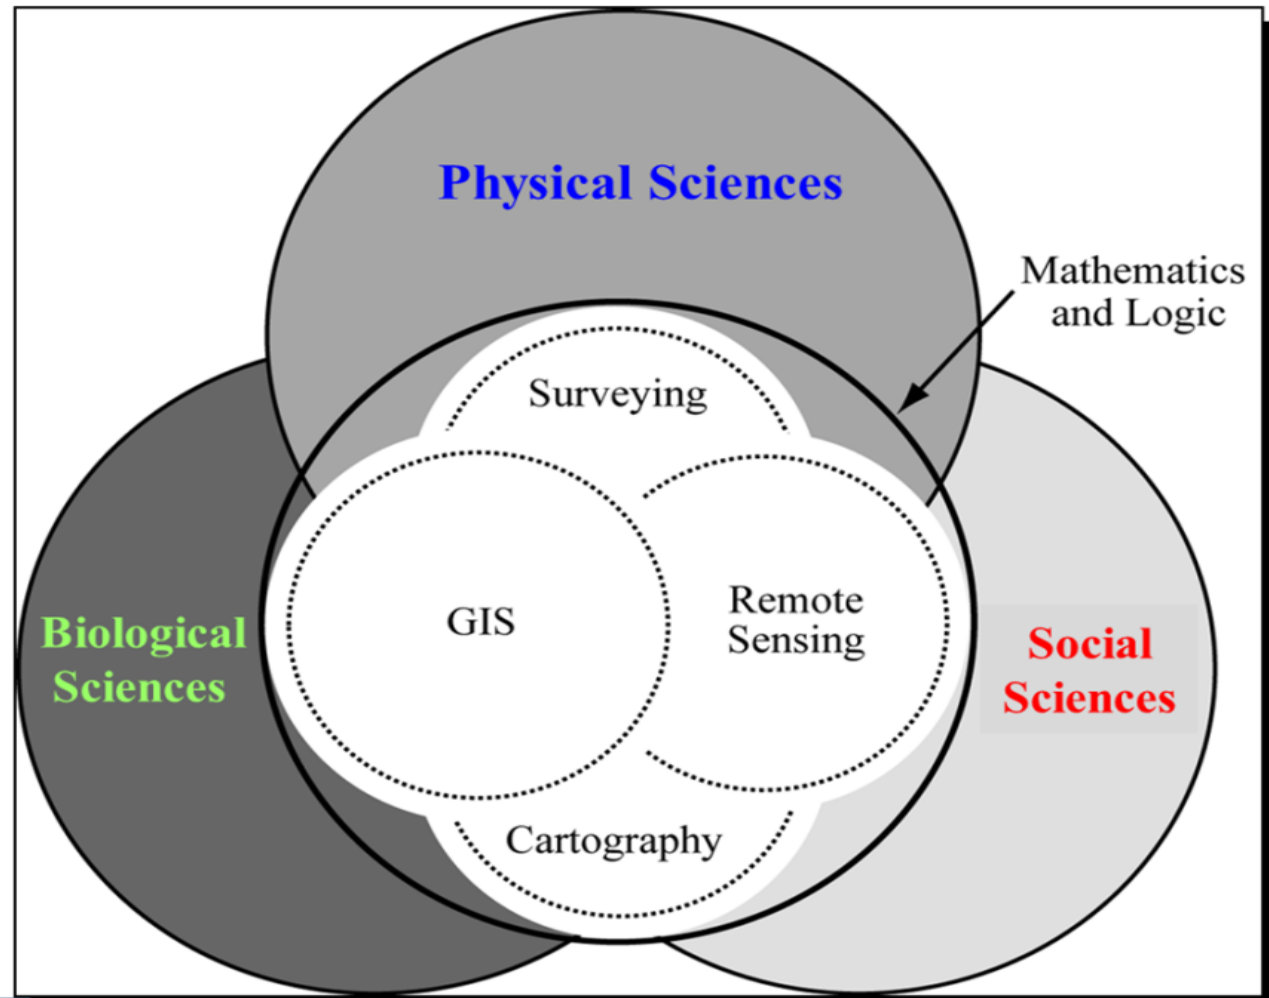 Physical Sciences
Mathematics
and Logic
Surveying
GIS
Remote
Sensing
Biological
Sciences
Social
Sciences
Cartography